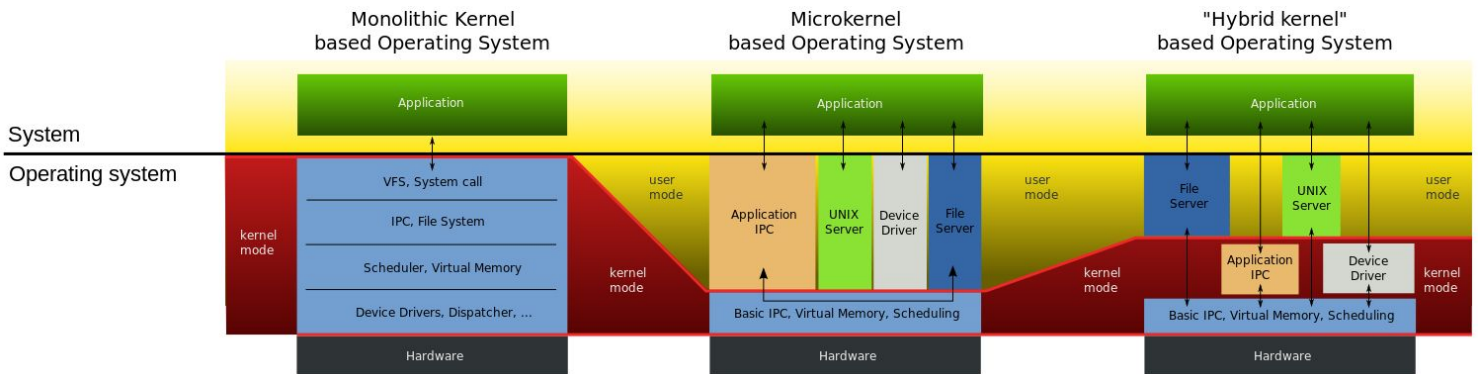 Monolithic Kernel
based Operating System
Microkernel
based Operating System
"Hybrid kernel"
based Operating System
Application
Application
Application
System
Operating system
kernel
mode
VFS, System call
IPC, File System
Scheduler, Virtual Memory
Device Drivers, Dispatcher, ...
Hardware
user
mode
kernel
mode
Application
IPC
UNIX
Server
Device
Driver
File
Server
Basic IPC, Virtual Memory, Scheduling
Hardware
user
mode
kernel
mode
File
Server
UNIX
Server
Application
IPC
Device
Driver
Basic IPC, Virtual Memory, Scheduling
Hardware
user
mode
kernel
mode